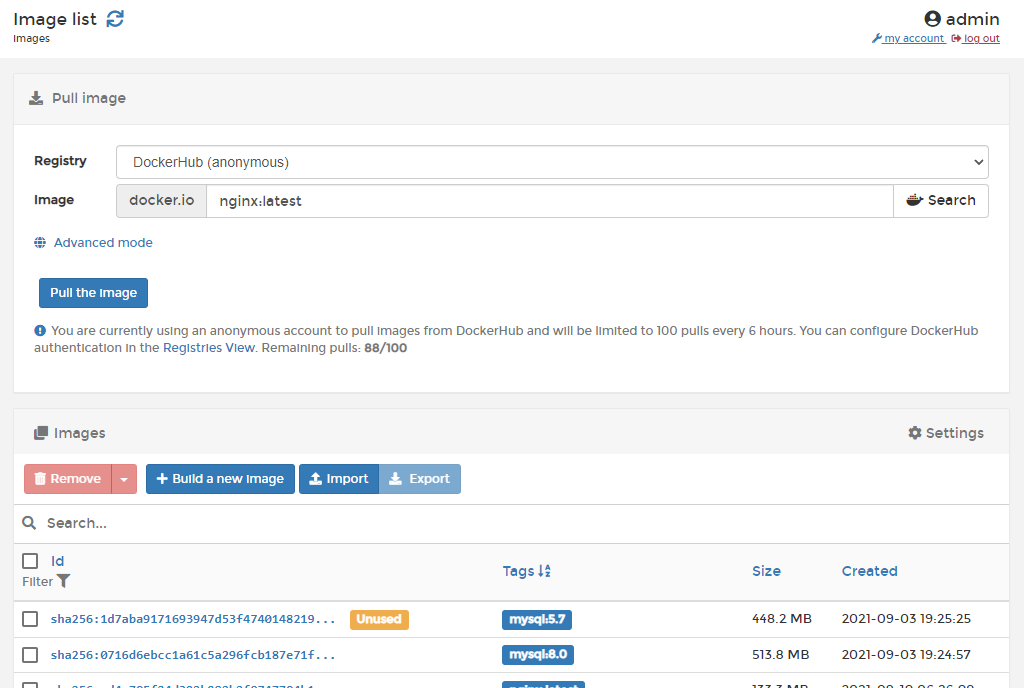 Image list
Images
admin
my account log out
Pull image
Registry DockerHub (anonymous)
Image docker.io nginx:latest Search
Advanced mode
Pull the image
You are currently using an anonymous account to pull images from DockerHub and will be limited to 100 pulls every 6 hours. You can configure DockerHub
authentication in the Registries View. Remaining pulls: 88/100
Images Settings
Remove Build a new image Import Export
Search...
Id
Filter
Tags Size Created
sha256:1d7aba9171693947d53f4740148219... Unused mysql:5.7 448.2 MB 2021-09-03 19:25:25
sha256:0716d6ebcc1a61c5a296fcb187e71f... mysql:8.0 513.8 MB 2021-09-03 19:24:57
nginx:latest